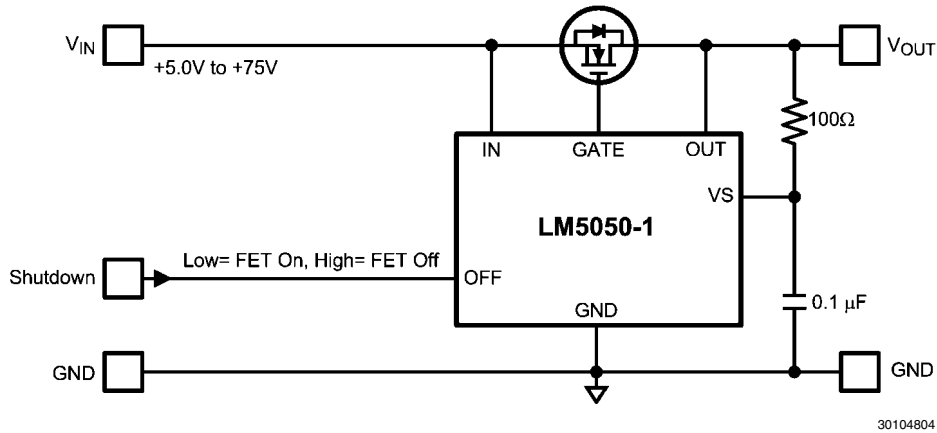 VIN
VOUT
+5.0V to +75V
100Ω
IN GATE OUT
VS
LM5050-1
Low= FET On, High= FET Off
Shutdown
OFF
GND
0.1 μF
GND
GND
30104804